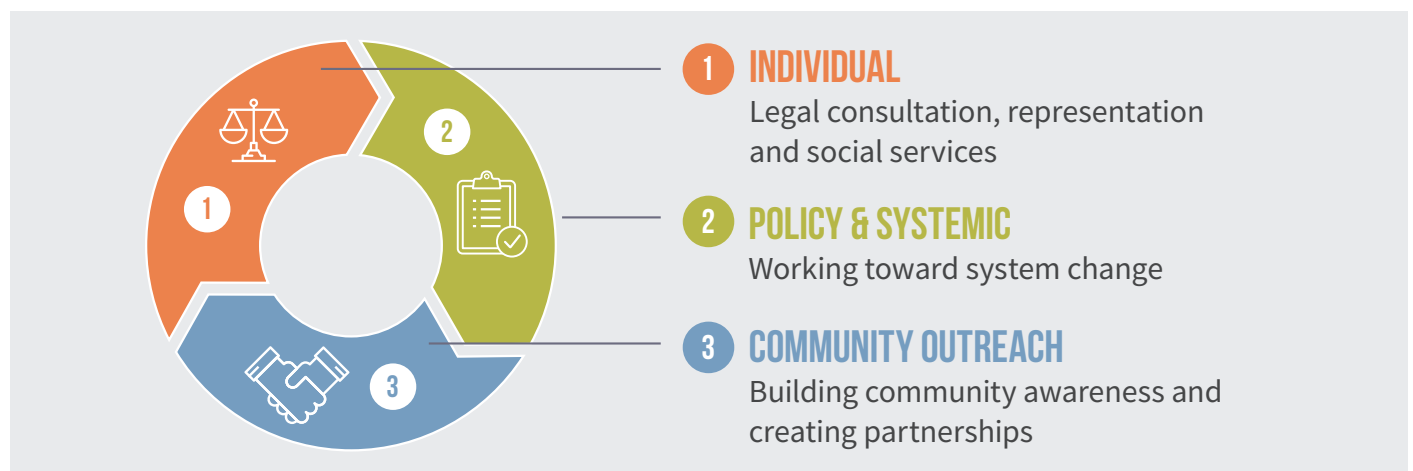 1
2
3
1 INDIVIDUAL
Legal consultation, representation
and social services
2 POLICY & SYSTEMIC
Working toward system change
3 COMMUNITY OUTREACH
Building community awareness and
creating partnerships